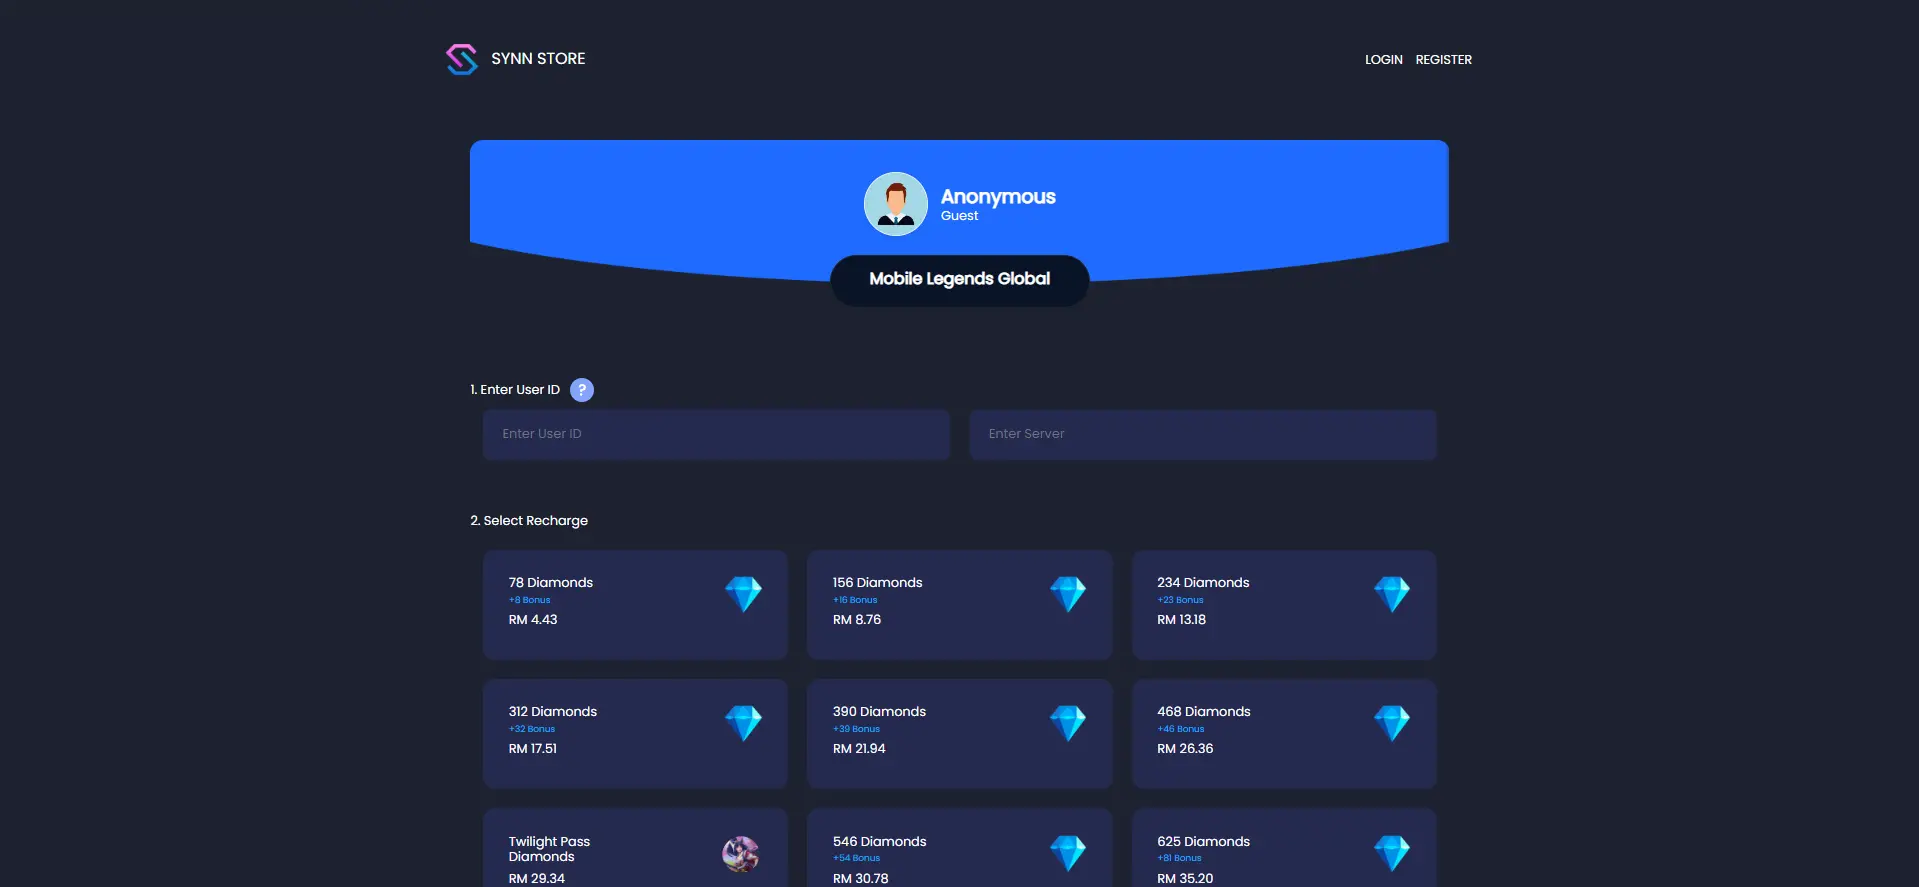 SYNN STORE
LOGIN REGISTER
Anonymous
Guest
Mobile Legends Global
1. Enter User ID ?
Enter User ID
Enter Server
2. Select Recharge
78 Diamonds
+8 Bonus
RM 4.43
156 Diamonds
+16 Bonus
RM 8.76
234 Diamonds
+23 Bonus
RM 13.18
312 Diamonds
+32 Bonus
RM 17.51
390 Diamonds
+39 Bonus
RM 21.94
468 Diamonds
+46 Bonus
RM 26.36
Twilight Pass
Diamonds
RM 29.34
546 Diamonds
+54 Bonus
RM 30.78
625 Diamonds
+81 Bonus
RM 35.20